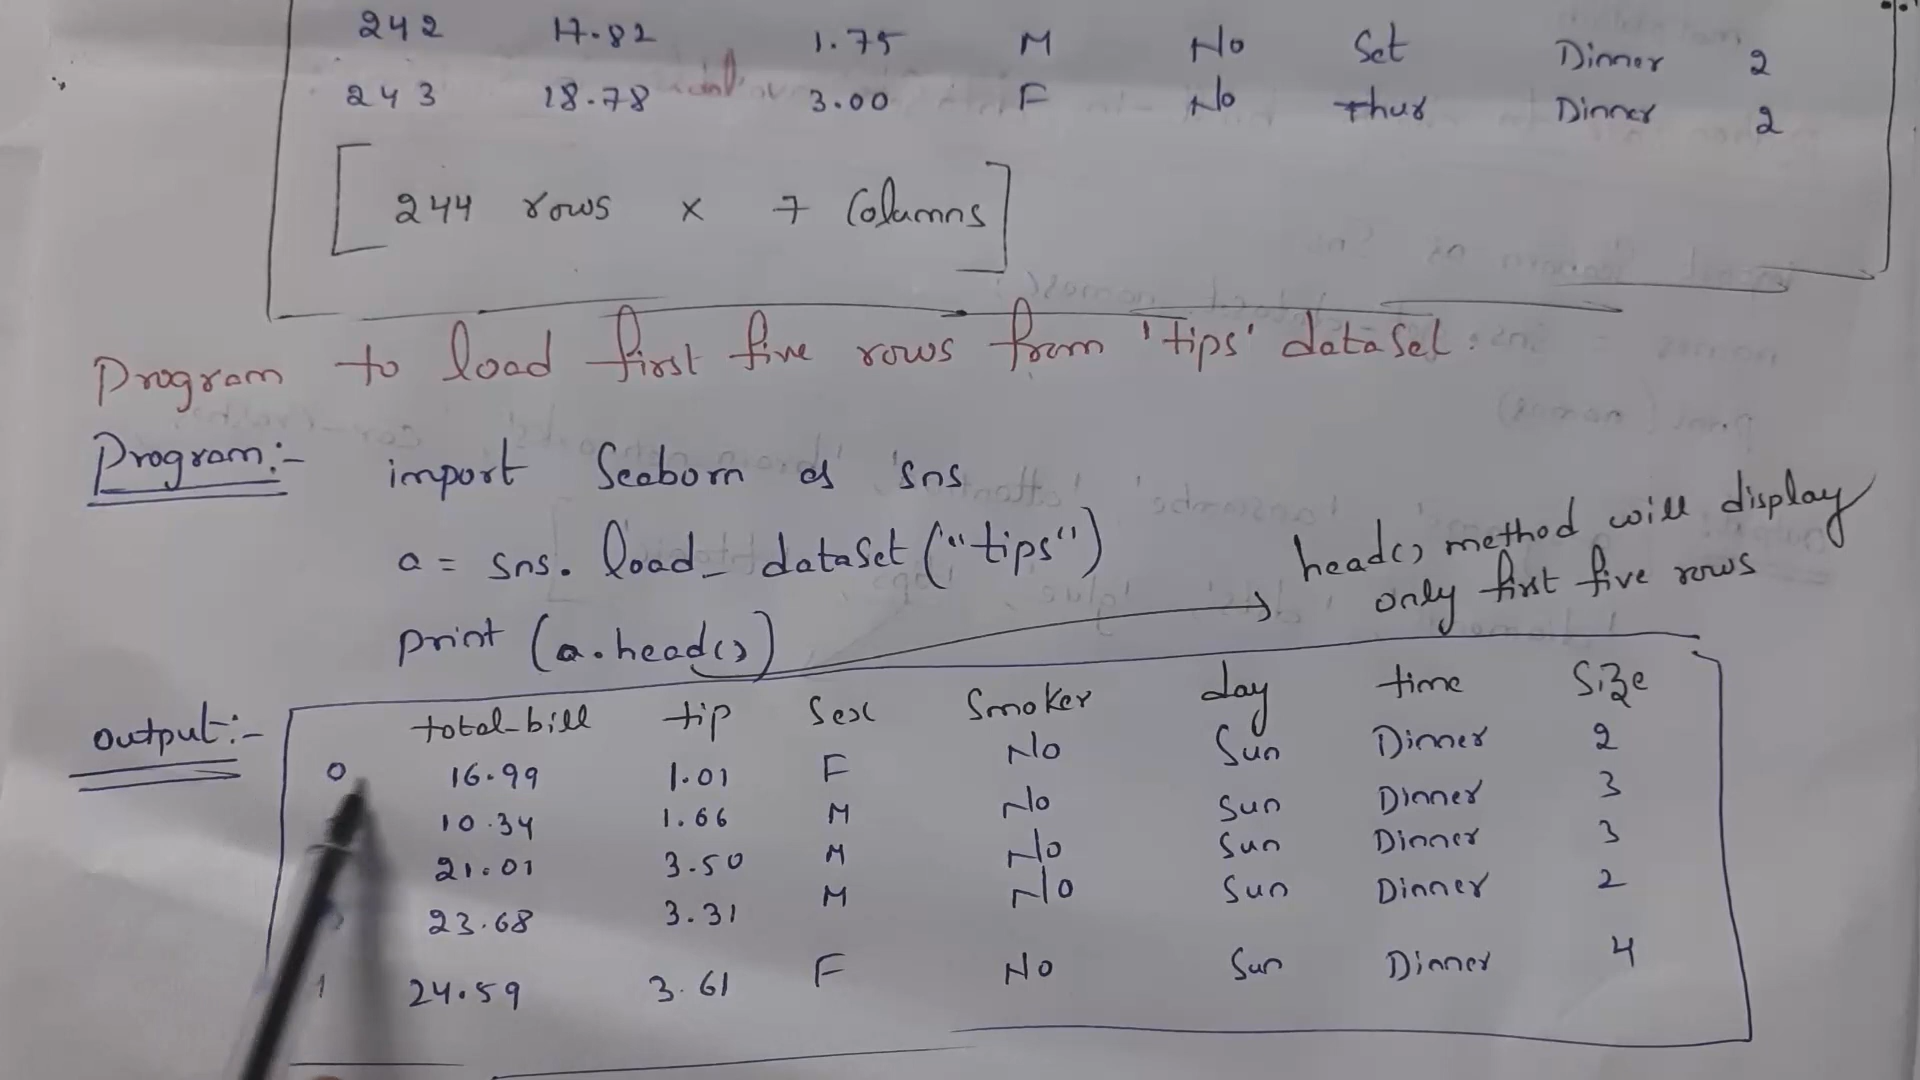 242 17.82 1.75 M No Sat Dinner 2
243 18.78 3.00 F No Thur Dinner 2
[244 rows x 7 Columns]
Program to load first five rows from 'tips' dataset.
Program:- import Seaborn as sns
a = sns. load_dataset ("tips")
head() method will display
only first five rows
print (a.head())
output:- total-bill tip Sex Smoker day time Size
0 16.99 1.01 F No Sun Dinner 2
10.34 1.66 M No Sun Dinner 3
21.01 3.50 M No Sun Dinner 3
23.68 3.31 M No Sun Dinner 2
24.59 3.61 F No Sun Dinner 4